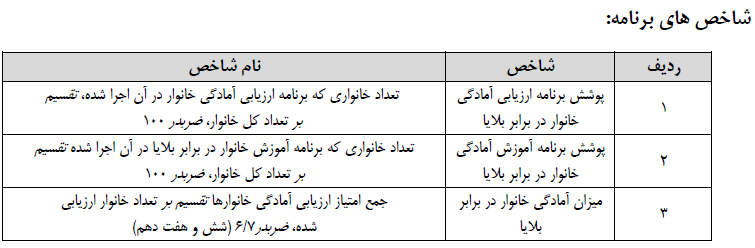 شاخص های برنامه:
ردیف شاخص نام شاخص
۱ پوشش برنامه ارزیابی آمادگی خانوار در برابر بلایا تعداد خانواری که برنامه ارزیابی آمادگی خانوار در آن اجرا شده، تقسیم بر تعداد کل خانوار، ضربدر ۱۰۰
۲ پوشش برنامه آموزش آمادگی خانوار در برابر بلایا تعداد خانواری که برنامه آموزش خانوار در برابر بلایا در آن اجرا شده تقسیم بر تعداد کل خانوار، ضربدر ۱۰۰
۳ میزان آمادگی خانوار در برابر بلایا جمع امتیاز ارزیابی آمادگی خانوارها تقسیم بر تعداد خانوار ارزیابی شده، ضربدر ۶/۷ (شش و هفت دهم)